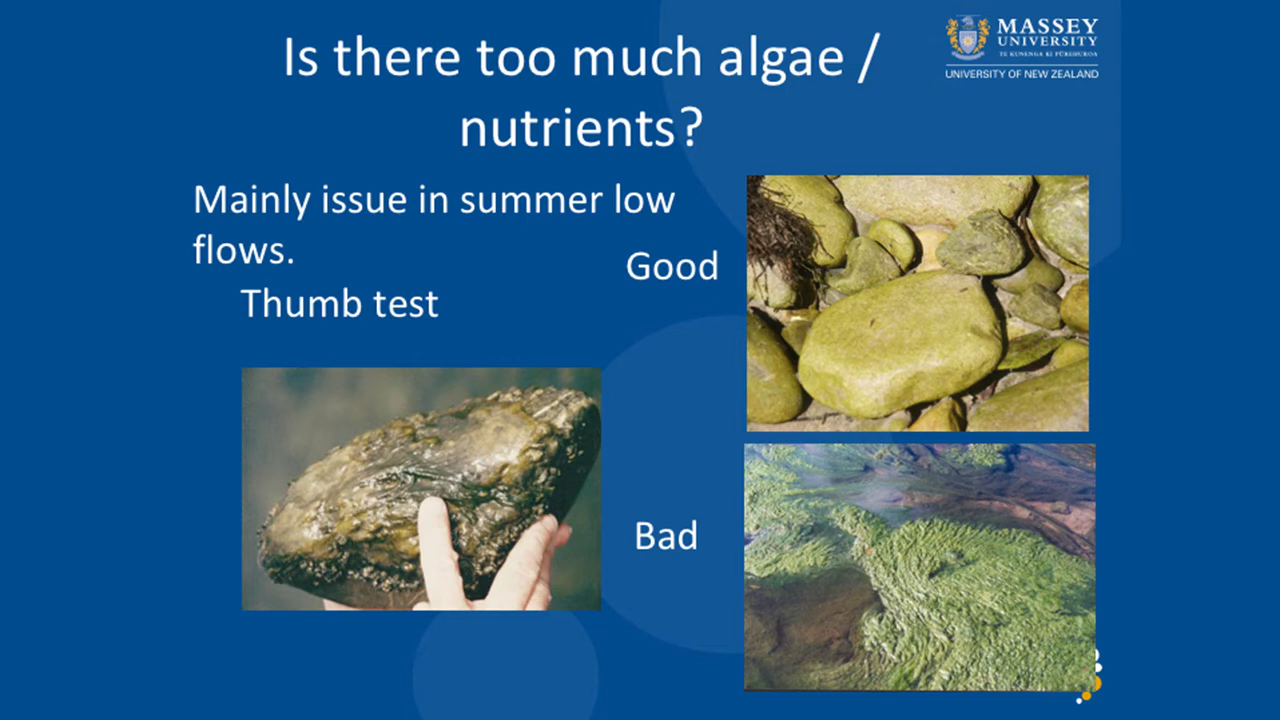 Is there too much algae /
nutrients?
MASSEY
UNIVERSITY
TE KUNENGA KI PŪREHUROA
UNIVERSITY OF NEW ZEALAND
Mainly issue in summer low
flows.
Good
Thumb test
Bad